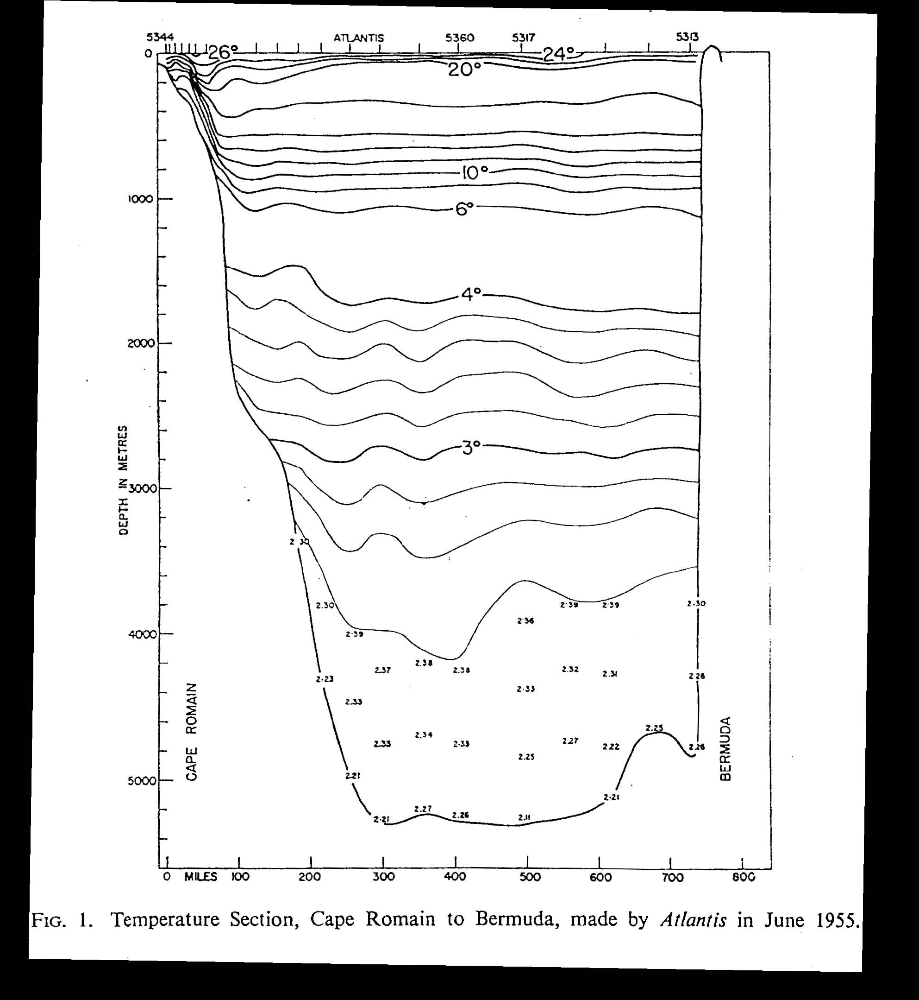 5344 ATLANTIS 5360 5317 5313
0 26° 24°
20°
10°
1000
6°
4°
2000
3°
3000
DEPTH IN METRES
2.30
2.30 2.39 2.39 2.30
2.36
4000 2.39
2.38
2.37 2.38 2.32 2.31 2.26
2.23
2.33
2.33
CAPE ROMAIN
BERMUDA
2.25
2.34
2.33 2.33 2.27 2.22 2.26
2.25
5000 2.21
2.21
2.27
2.21 2.26 2.11
0 MILES 100 200 300 400 500 600 700 800
FIG. 1. Temperature Section, Cape Romain to Bermuda, made by Atlantis in June 1955.